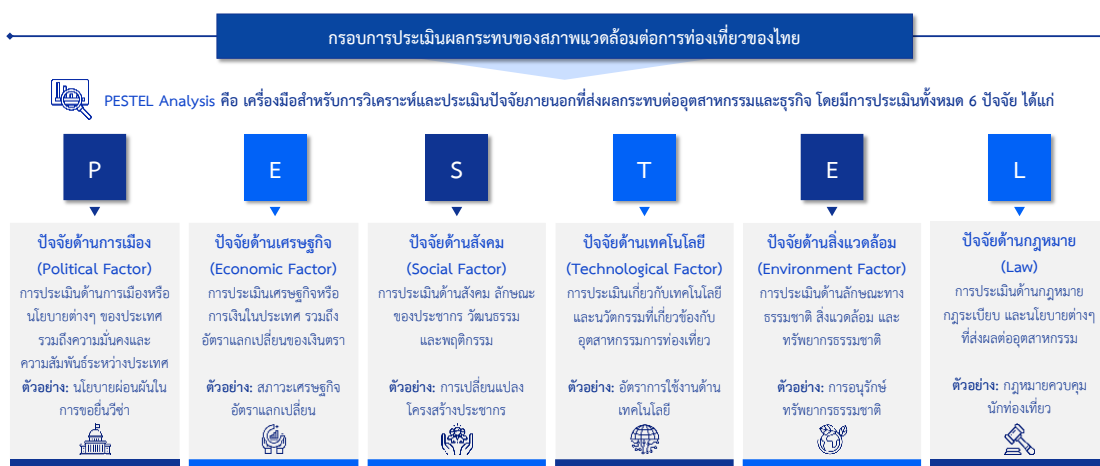 กรอบการประเมินผลกระทบของสภาพแวดล้อมต่อการท่องเที่ยวของไทย
PESTEL Analysis คือ เครื่องมือสำหรับการวิเคราะห์และประเมินปัจจัยภายนอกที่ส่งผลกระทบต่ออุตสาหกรรมและธุรกิจ โดยมีการประเมินทั้งหมด 6 ปัจจัย ได้แก่
P
ปัจจัยด้านการเมือง
(Political Factor)
การประเมินด้านการเมืองหรือ
นโยบายต่างๆ ของประเทศ
รวมถึงความมั่นคงและ
ความสัมพันธ์ระหว่างประเทศ
ตัวอย่าง: นโยบายผ่อนผันใน
การขอยื่นวีซ่า
E
ปัจจัยด้านเศรษฐกิจ
(Economic Factor)
การประเมินเศรษฐกิจหรือ
การเงินในประเทศ รวมถึง
อัตราแลกเปลี่ยนของเงินตรา
ตัวอย่าง: สภาวะเศรษฐกิจ
อัตราแลกเปลี่ยน
S
ปัจจัยด้านสังคม
(Social Factor)
การประเมินด้านสังคม ลักษณะ
ของประชากร วัฒนธรรม
และพฤติกรรม
ตัวอย่าง: การเปลี่ยนแปลง
โครงสร้างประชากร
T
ปัจจัยด้านเทคโนโลยี
(Technological Factor)
การประเมินเกี่ยวกับเทคโนโลยี
และนวัตกรรมที่เกี่ยวข้องกับ
อุตสาหกรรมการท่องเที่ยว
ตัวอย่าง: อัตราการใช้งานด้าน
เทคโนโลยี
E
ปัจจัยด้านสิ่งแวดล้อม
(Environment Factor)
การประเมินด้านลักษณะทาง
ธรรมชาติ สิ่งแวดล้อม และ
ทรัพยากรธรรมชาติ
ตัวอย่าง: การอนุรักษ์
ทรัพยากรธรรมชาติ
L
ปัจจัยด้านกฎหมาย
(Law)
การประเมินด้านกฎหมาย
กฎระเบียบ และนโยบายต่างๆ
ที่ส่งผลต่ออุตสาหกรรม
ตัวอย่าง: กฎหมายควบคุม
นักท่องเที่ยว